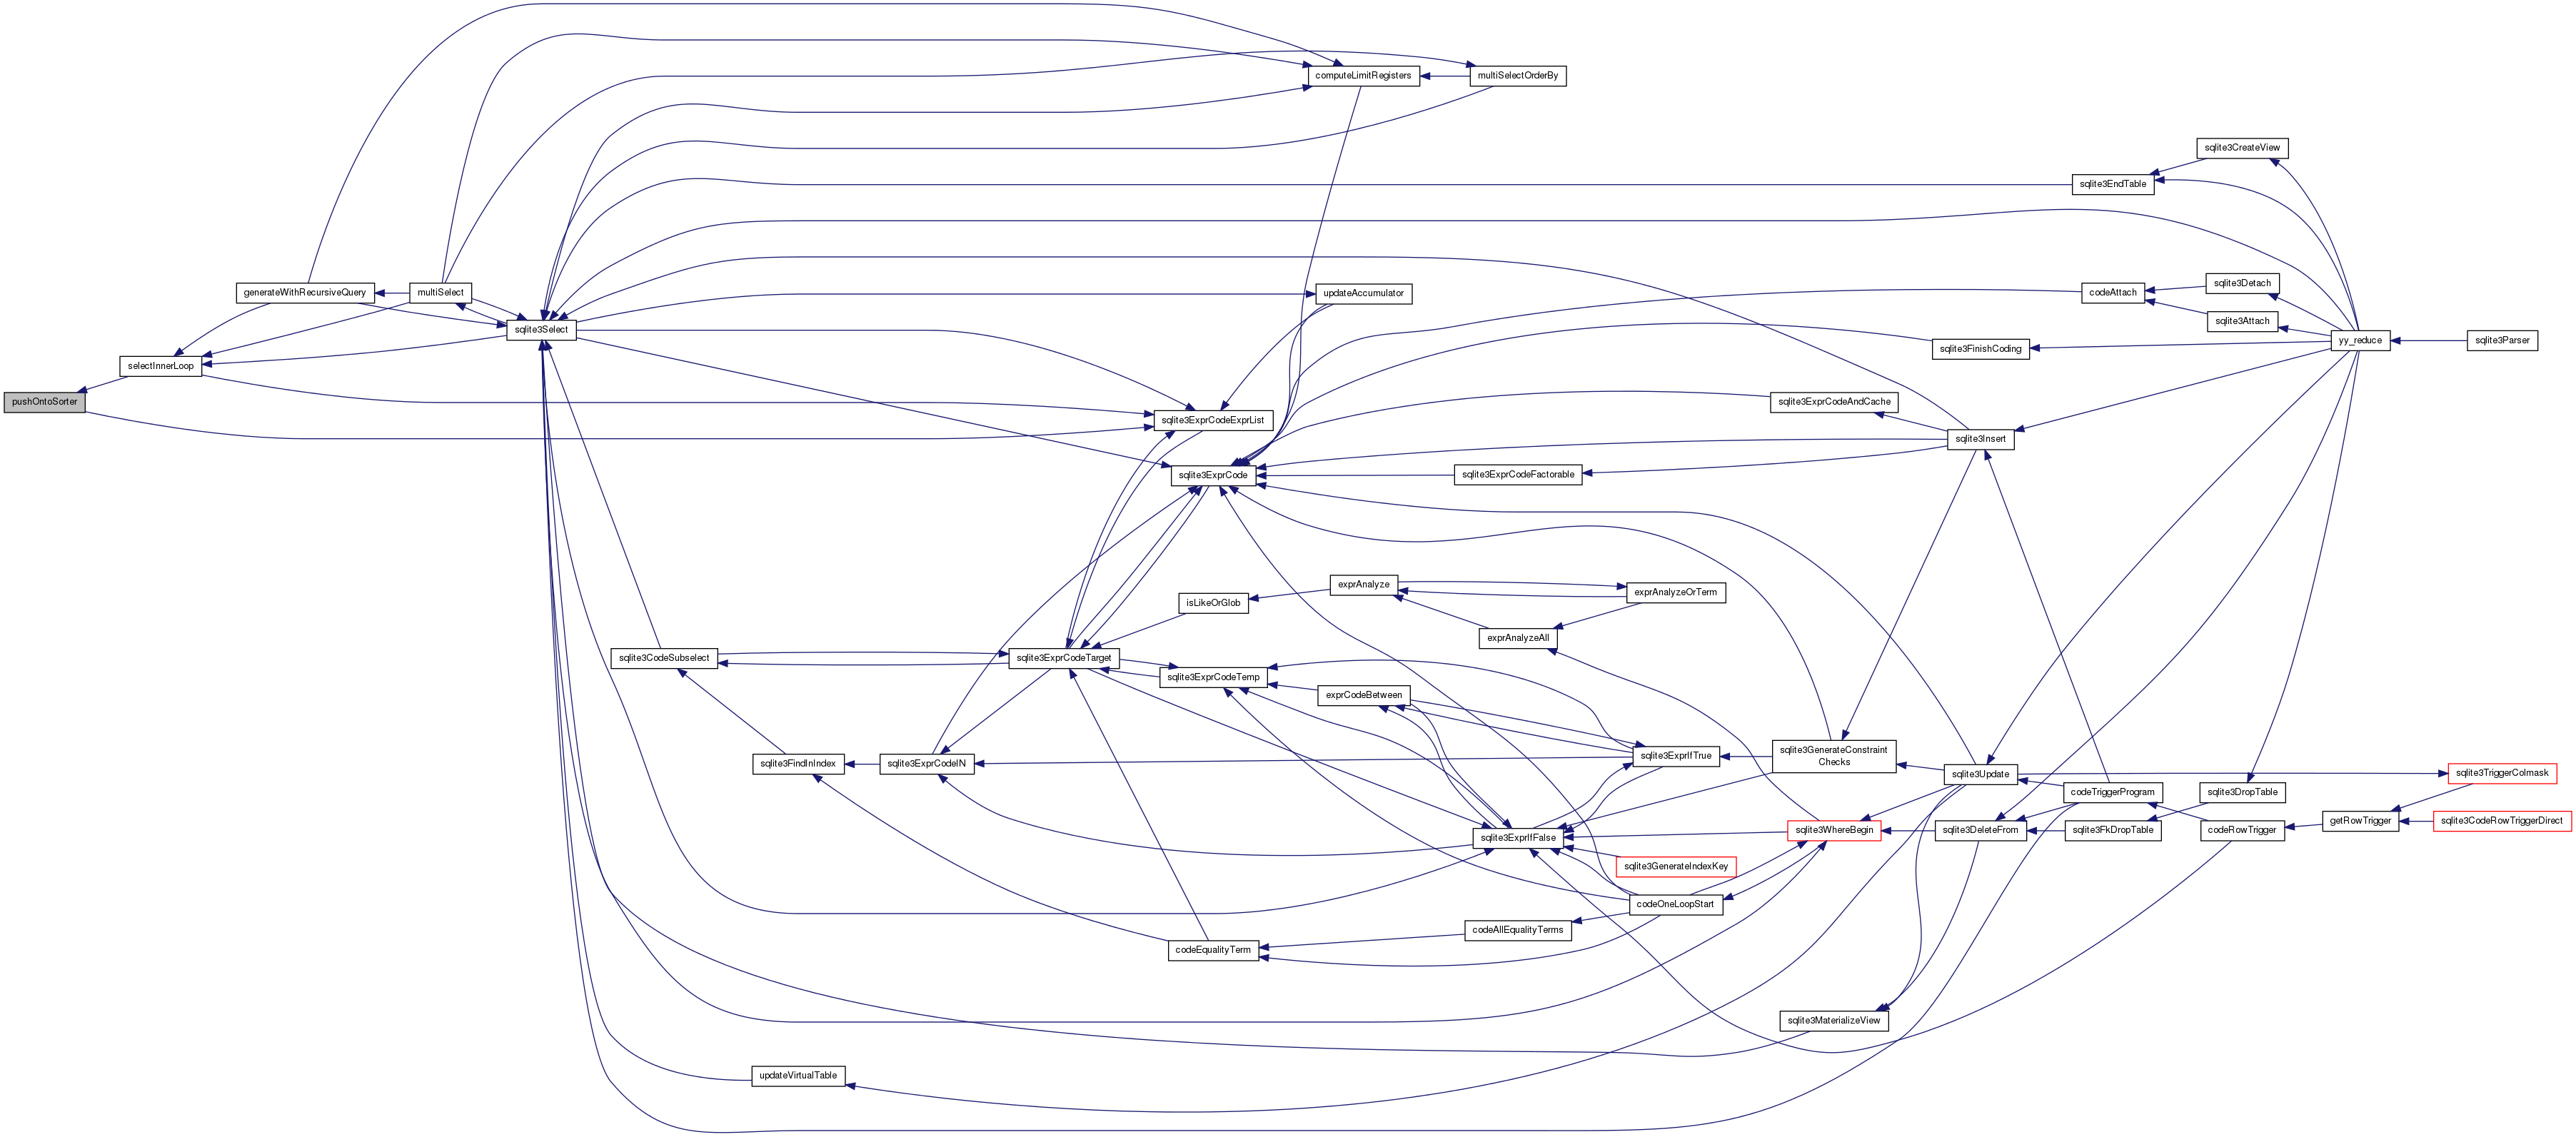 computeLimitRegisters
multiSelectOrderBy
sqlite3CreateView
sqlite3EndTable
generateWithRecursiveQuery
multiSelect
updateAccumulator
codeAttach
sqlite3Detach
sqlite3Attach
sqlite3Select
yy_reduce
sqlite3Parser
sqlite3FinishCoding
selectInnerLoop
pushOntoSorter
sqlite3ExprCodeExprList
sqlite3ExprCodeAndCache
sqlite3Insert
sqlite3ExprCode
sqlite3ExprCodeFactorable
exprAnalyze
exprAnalyzeOrTerm
isLikeOrGlob
exprAnalyzeAll
sqlite3CodeSubselect
sqlite3ExprCodeTarget
sqlite3ExprCodeTemp
exprCodeBetween
sqlite3FindInIndex
sqlite3ExprCodeIN
sqlite3ExprIfTrue
sqlite3GenerateConstraint
Checks
sqlite3Update
sqlite3TriggerColmask
codeTriggerProgram
sqlite3DropTable
getRowTrigger
sqlite3CodeRowTriggerDirect
sqlite3ExprIfFalse
sqlite3WhereBegin
sqlite3DeleteFrom
sqlite3FkDropTable
codeRowTrigger
sqlite3GenerateIndexKey
codeOneLoopStart
codeAllEqualityTerms
codeEqualityTerm
sqlite3MaterializeView
updateVirtualTable